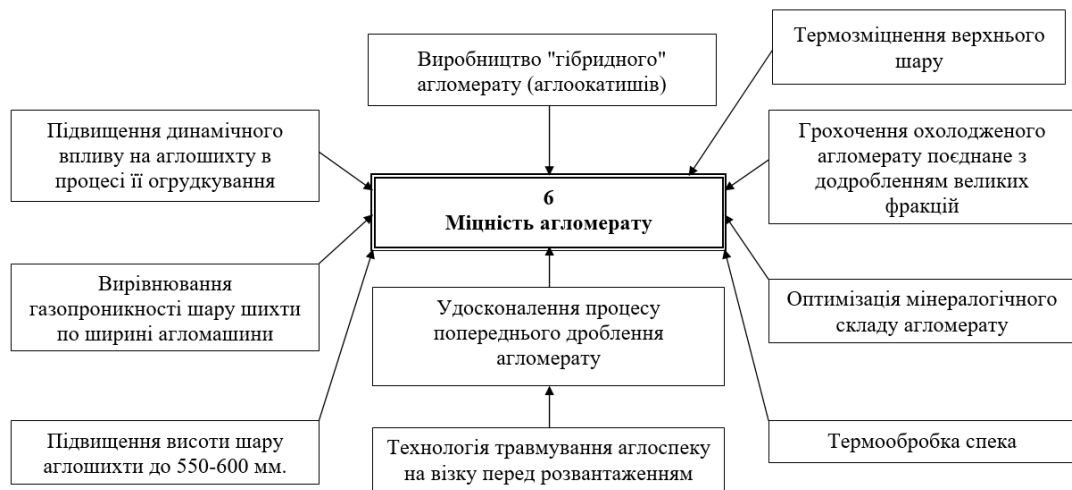 Виробництво "гібридного"
агломерату (аглоокатишів)
Термозміцнення верхнього
шару
Підвищення динамічного
впливу на аглошихту в
процесі її огрудкування
Грохочення охолодженого
агломерату поєднане з
додробленням великих
фракцій
6
Міцність агломерату
Вирівнювання
газопроникності шару шихти
по ширині агломашини
Удосконалення процесу
попереднього дроблення
агломерату
Оптимізація мінералогічного
складу агломерату
Підвищення висоти шару
аглошихти до 550-600 мм.
Технологія травмування аглоспеку
на візку перед розвантаженням
Термообробка спека